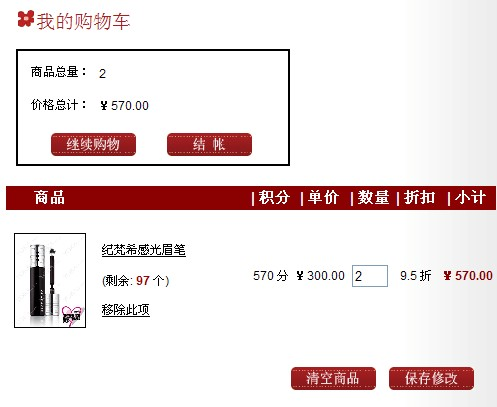 我的购物车
商品总量： 2
价格总计： ¥ 570.00
继续购物 结 帐
商品 | 积分 | 单价 | 数量 | 折扣 | 小计
纪梵希感光眉笔
570 分 ¥ 300.00 2 9.5 折 ¥ 570.00
(剩余: 97 个)
移除此项
清空商品 保存修改